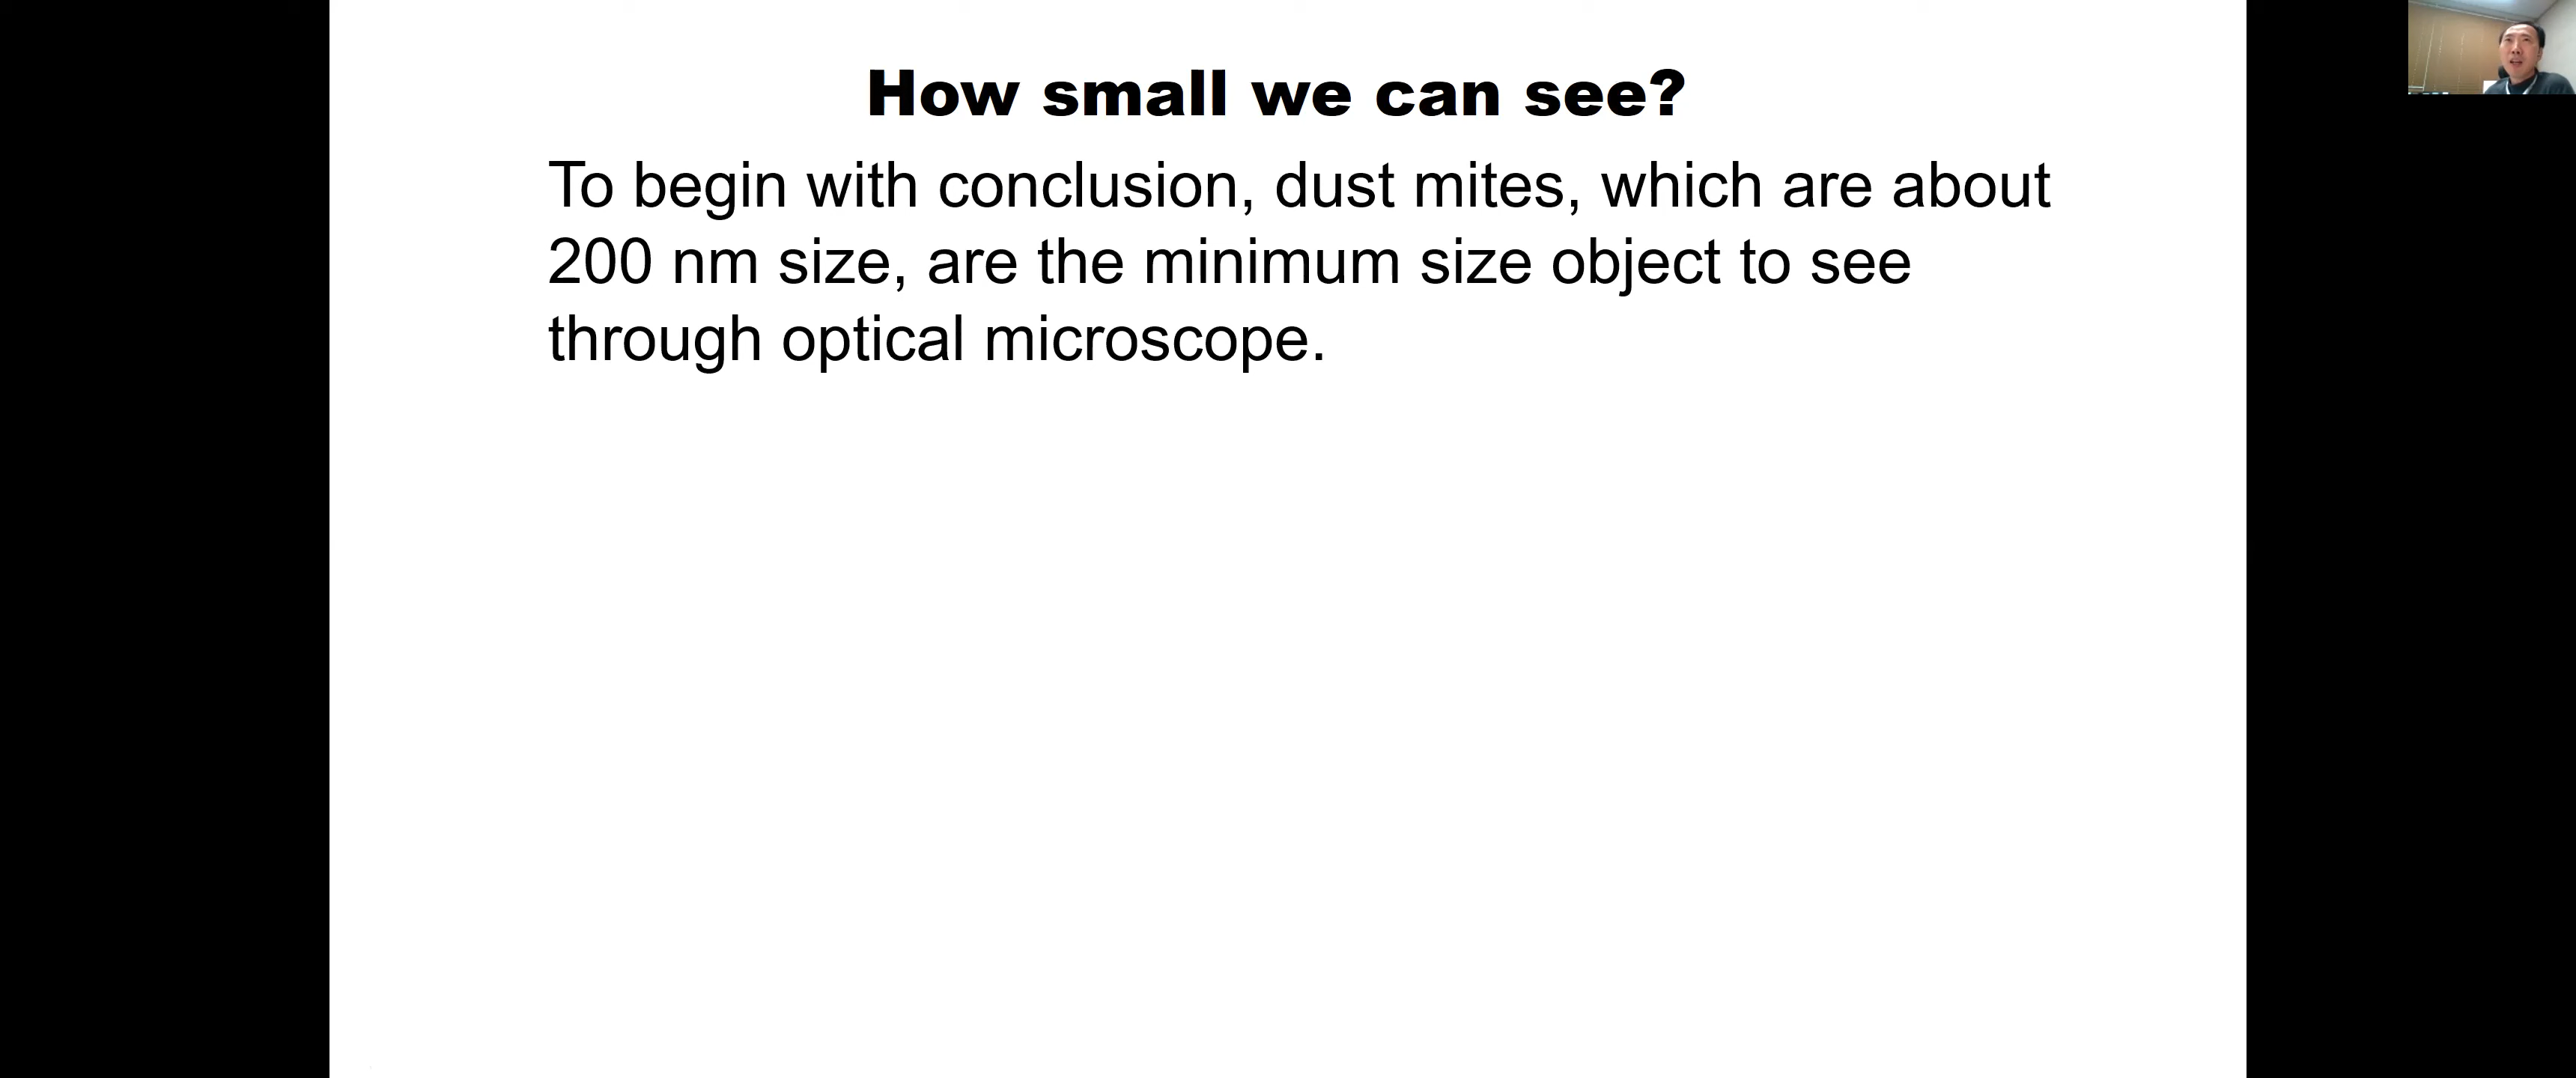 How small we can see?
To begin with conclusion, dust mites, which are about
200 nm size, are the minimum size object to see
through optical microscope.